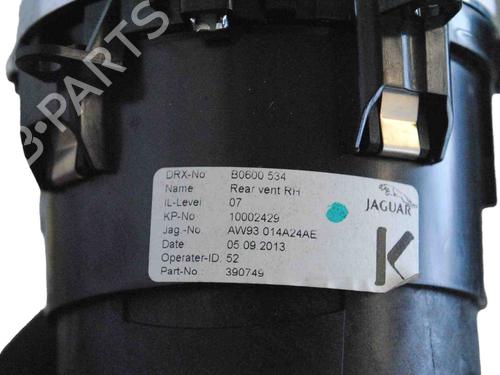 B-PARTS
DRX-No B0600 534
Name Rear vent RH
IL-Level 07
KP-No 10002429
Jag.-No. AW93 014A24AE
Date 05.09.2013
Operater-ID: 52
Part-No.: 390749
JAGUAR
K